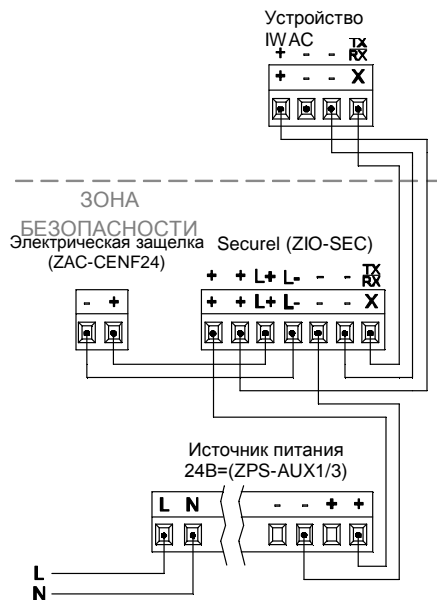 Устройство
IWAC
+ - - TX
RX
+ - - X
ЗОНА
БЕЗОПАСНОСТИ
Электрическая защелка
(ZAC-CENF24)
Securel (ZIO-SEC)
+ + L+ L- - - TX
RX
- +
+ + L+ L- - - X
Источник питания
24В=(ZPS-AUX1/3)
L N - - + +
L
N